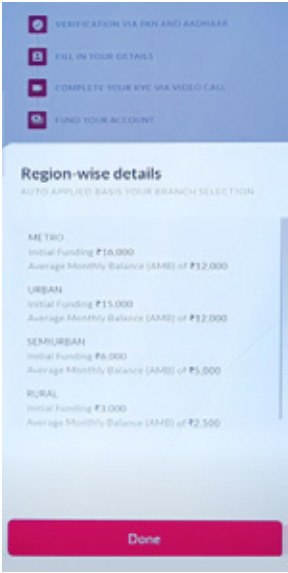 VERIFICATION VIA PAN AND AADHAAR
FILL IN YOUR DETAILS
COMPLETE YOUR KYC VIA VIDEO CALL
FUND YOUR ACCOUNT
Region-wise details
AUTO APPLIED BASIS YOUR BRANCH SELECTION
METRO
Initial Funding ₹16,000
Average Monthly Balance (AMB) of ₹12,000
URBAN
Initial Funding ₹15,000
Average Monthly Balance (AMB) of ₹12,000
SEMIURBAN
Initial Funding ₹6,000
Average Monthly Balance (AMB) of ₹5,000
RURAL
Initial Funding ₹3,000
Average Monthly Balance (AMB) of ₹2,500
Done